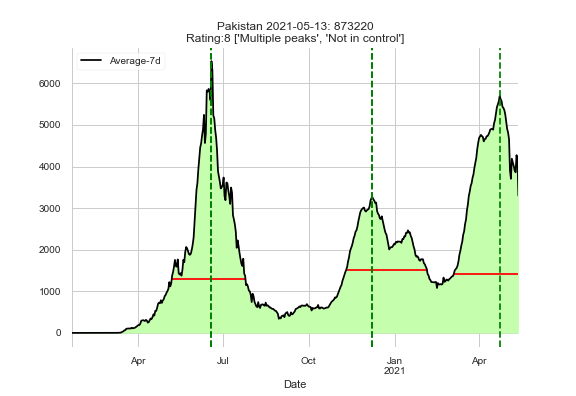 Pakistan 2021-05-13: 873220
Rating:8 ['Multiple peaks', 'Not in control']
Average-7d
6000
5000
4000
3000
2000
1000
0
Apr
Jul
Oct
Jan
2021
Apr
Date